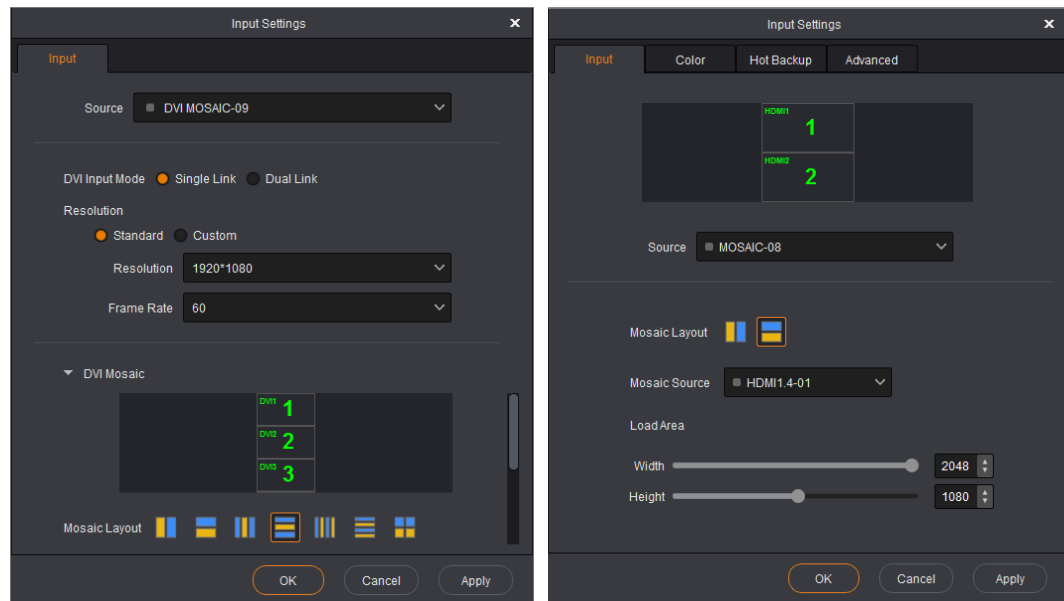 Input Settings x
Input
Source DVI MOSAIC-09
DVI Input Mode Single Link Dual Link
Resolution
Standard Custom
Resolution 1920*1080
Frame Rate 60
DVI Mosaic
DVI1 1
DVI2 2
DVI3 3
Mosaic Layout
OK Cancel Apply
Input Settings x
Input Color Hot Backup Advanced
HDMI1 1
HDMI2 2
Source MOSAIC-08
Mosaic Layout
Mosaic Source HDMI1.4-01
Load Area
Width 2048
Height 1080
OK Cancel Apply